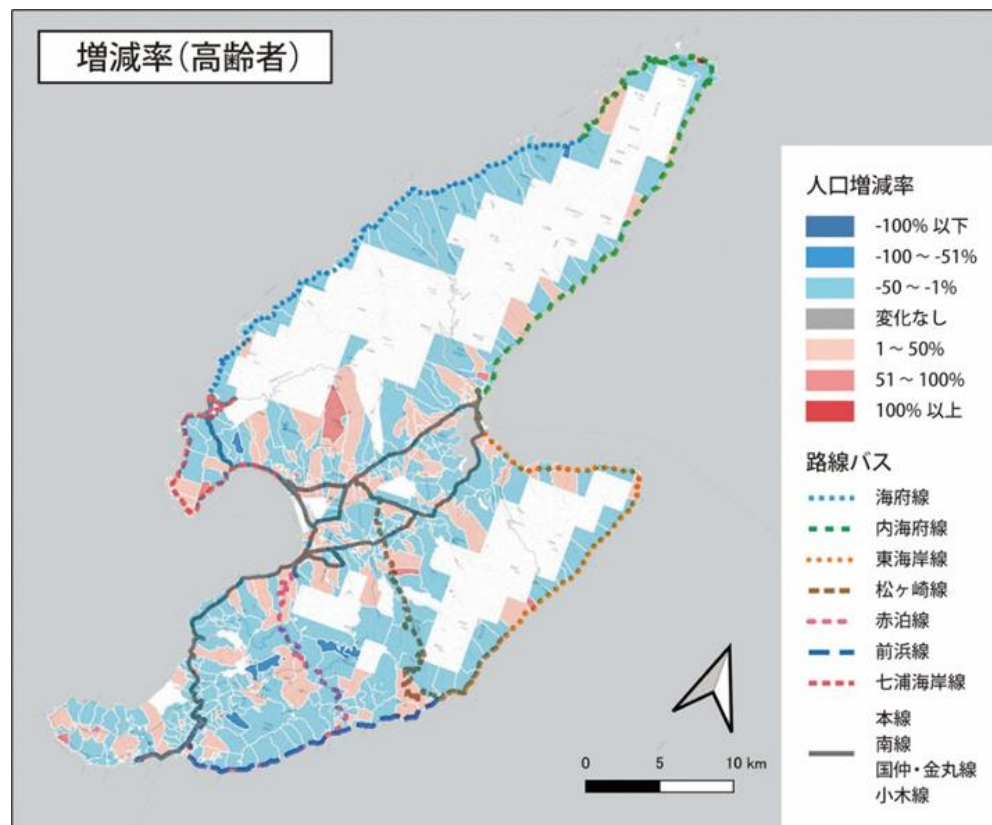 増減率（高齢者）
人口増減率
-100% 以下
-100 ～ -51%
-50 ～ -1%
変化なし
1 ～ 50%
51 ～ 100%
100% 以上
路線バス
海府線
内海府線
東海岸線
松ヶ崎線
赤泊線
前浜線
七浦海岸線
本線
南線
国仲・金丸線
小木線
0 5 10 km